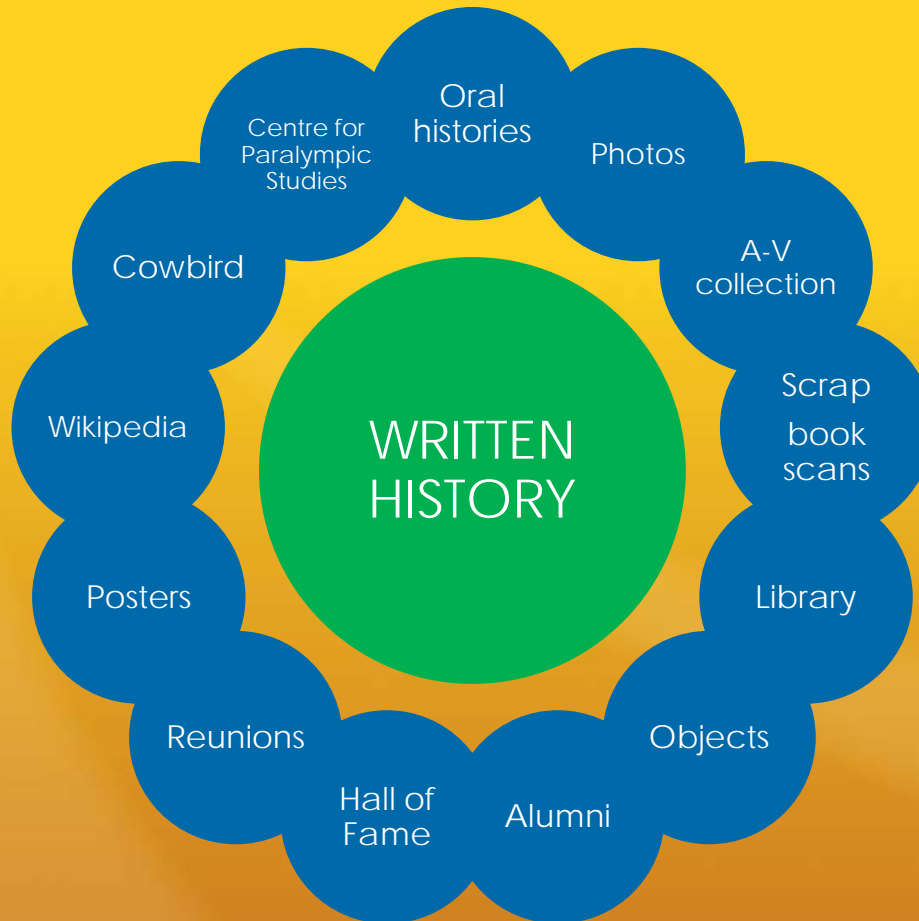 Oral
histories
Photos
A-V
collection
Scrap
book
scans
Library
Objects
Alumni
Hall of
Fame
Reunions
Posters
Wikipedia
Cowbird
Centre for
Paralympic
Studies
WRITTEN
HISTORY